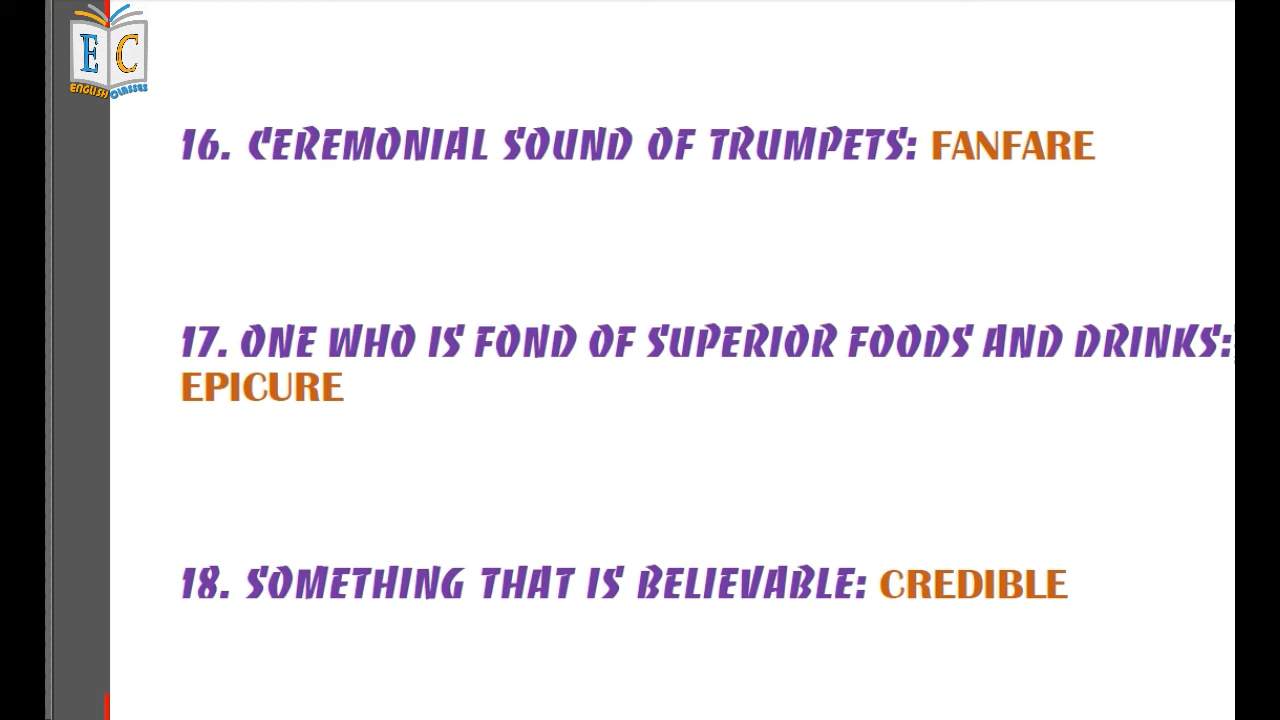 E C
ENGLISH CLASSES
16. CEREMONIAL SOUND OF TRUMPETS: FANFARE
17. ONE WHO IS FOND OF SUPERIOR FOODS AND DRINKS:
EPICURE
18. SOMETHING THAT IS BELIEVABLE: CREDIBLE